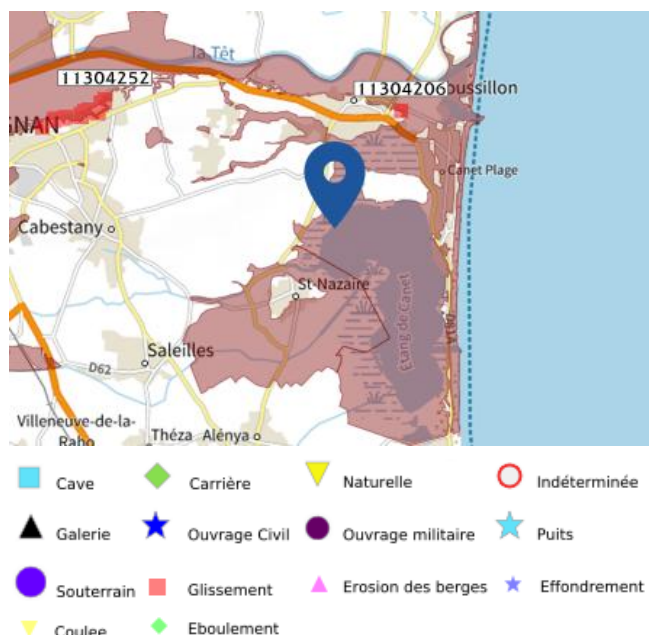 la Têt
11304252
11304206
oussillon
GNAN
Canet Plage
Cabestany
St-Nazaire
Etang de Canet
D81A
Saleilles
D62
Villeneuve-de-la-
Raho
Théza
Alénya
Cave
Carrière
Naturelle
Indéterminée
Galerie
Ouvrage Civil
Ouvrage militaire
Puits
Souterrain
Glissement
Erosion des berges
Effondrement
Coulee
Eboulement